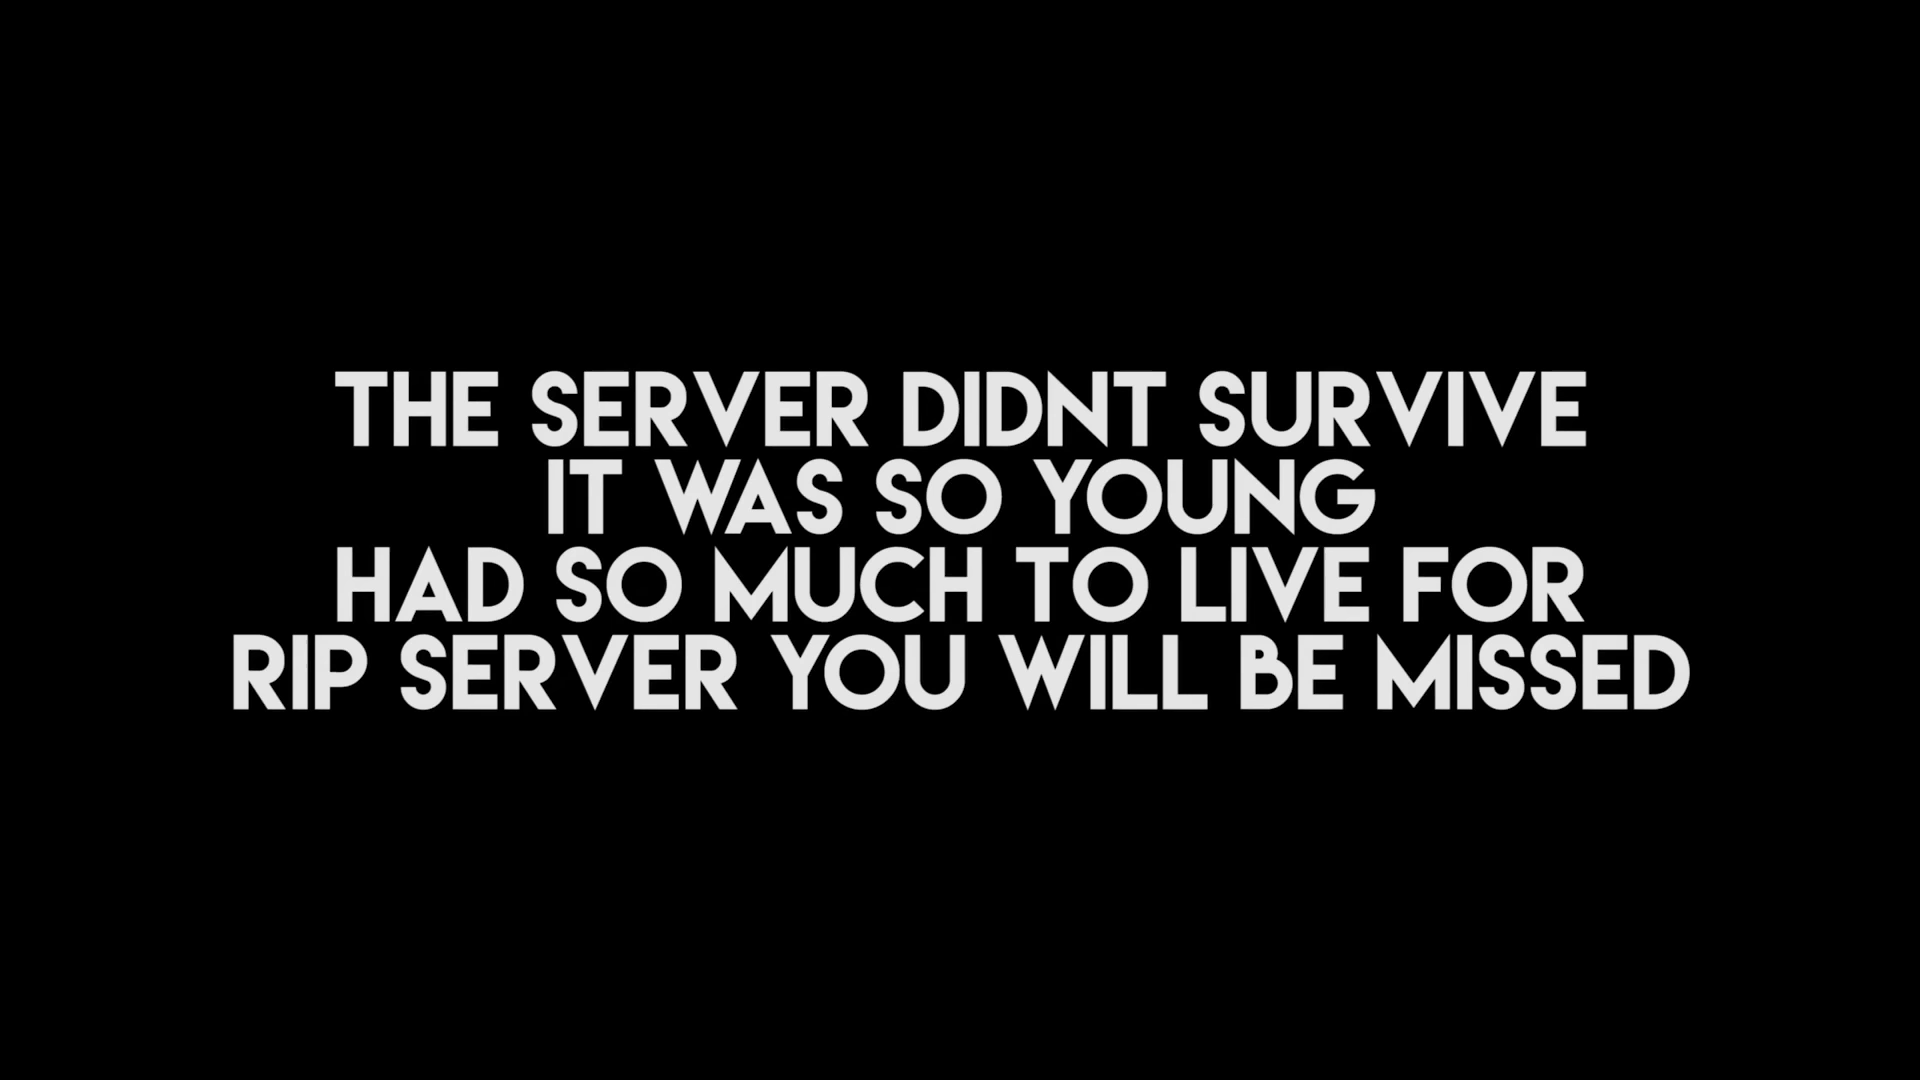 THE SERVER DIDNT SURVIVE
IT WAS SO YOUNG
HAD SO MUCH TO LIVE FOR
RIP SERVER YOU WILL BE MISSED